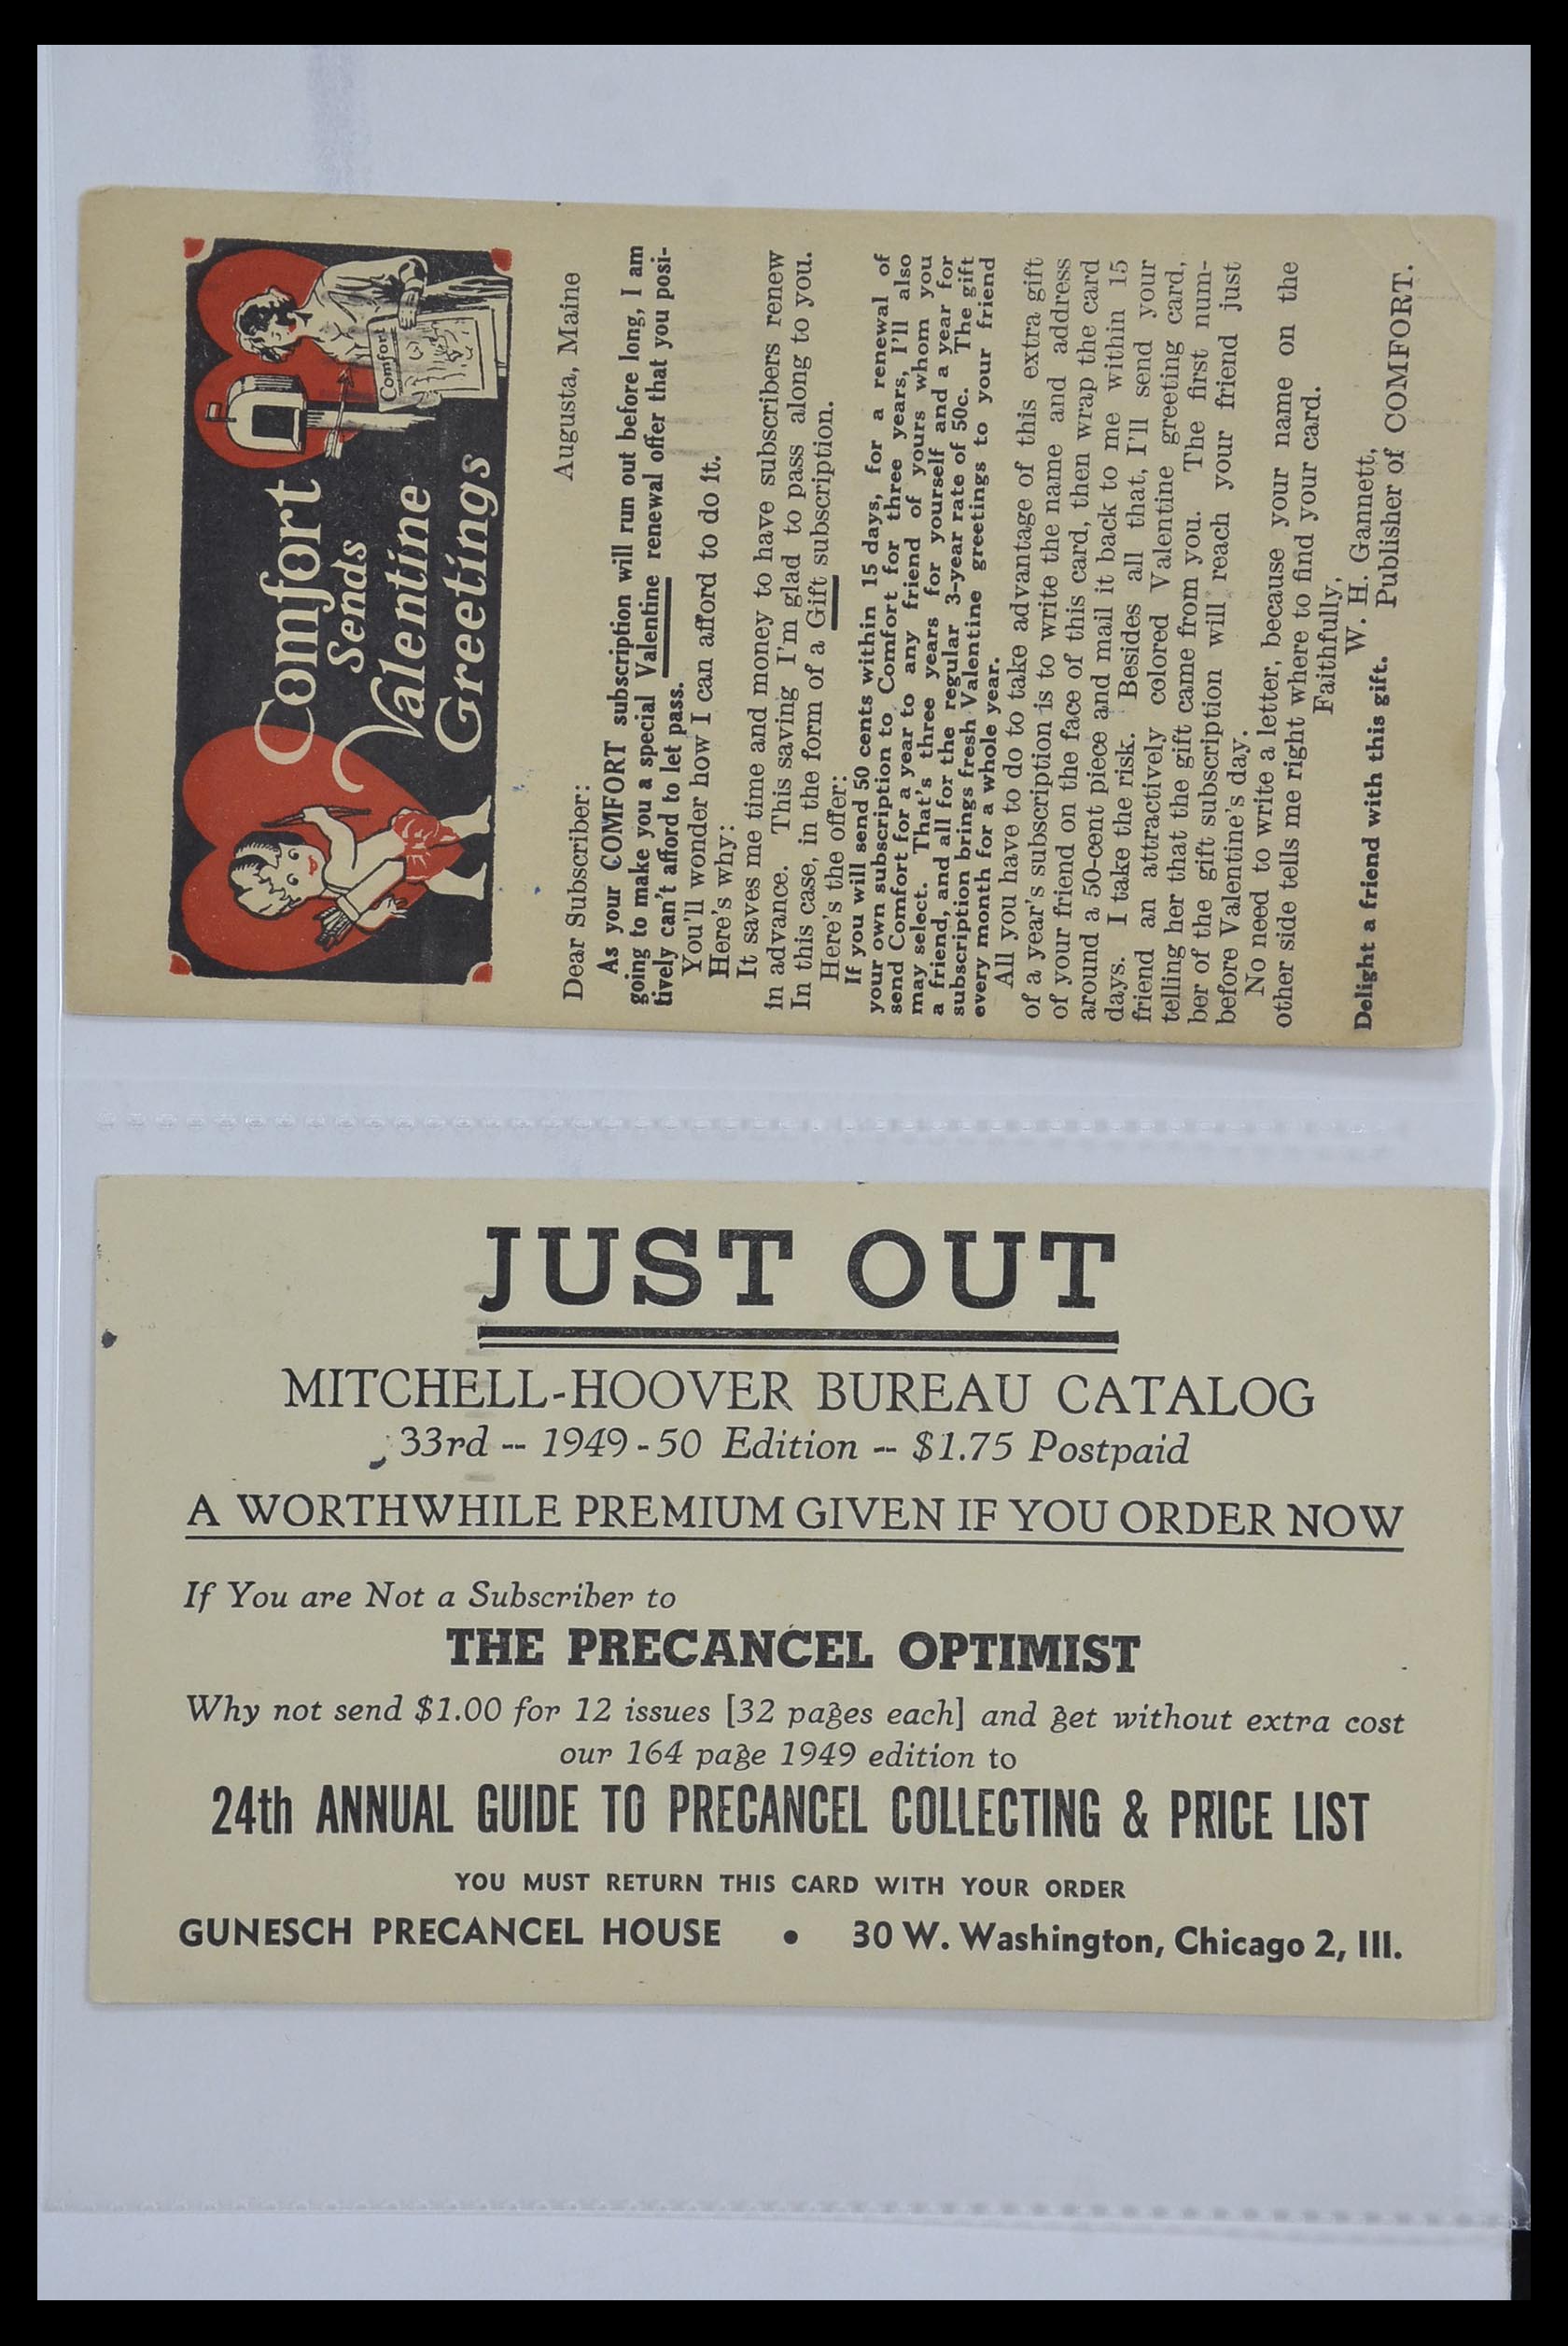 Comfort
Sends
Valentine
Greetings
Comfort
Augusta, Maine
Dear Subscriber:
As your COMFORT subscription will run out before long, I am
going to make you a special Valentine renewal offer that you posi-
tively can't afford to let pass.
You'll wonder how I can afford to do it.
Here's why:
It saves me time and money to have subscribers renew
in advance. This saving I'm glad to pass along to you.
In this case, in the form of a Gift subscription.
Here's the offer:
If you will send 50 cents within 15 days, for a renewal of
your own subscription to Comfort for three years, I'll also
send Comfort for a year to any friend of yours whom you
may select. That's three years for yourself and a year for
a friend, and all for the regular 3-year rate of 50c. The gift
subscription brings fresh Valentine greetings to your friend
every month for a whole year.
All you have to do to take advantage of this extra gift
of a year's subscription is to write the name and address
of your friend on the face of this card, then wrap the card
around a 50-cent piece and mail it back to me within 15
days. I take the risk. Besides all that, I'll send your
friend an attractively colored Valentine greeting card,
telling her that the gift came from you. The first num-
ber of the gift subscription will reach your friend just
before Valentine's day.
No need to write a letter, because your name on the
other side tells me right where to find your card.
Faithfully,
W. H. Gannett,
Delight a friend with this gift. Publisher of COMFORT.
JUST OUT
MITCHELL-HOOVER BUREAU CATALOG
33rd -- 1949-50 Edition -- $1.75 Postpaid
A WORTHWHILE PREMIUM GIVEN IF YOU ORDER NOW
If You are Not a Subscriber to
THE PRECANCEL OPTIMIST
Why not send $1.00 for 12 issues [32 pages each] and get without extra cost
our 164 page 1949 edition to
24th ANNUAL GUIDE TO PRECANCEL COLLECTING & PRICE LIST
YOU MUST RETURN THIS CARD WITH YOUR ORDER
GUNESCH PRECANCEL HOUSE • 30 W. Washington, Chicago 2, Ill.